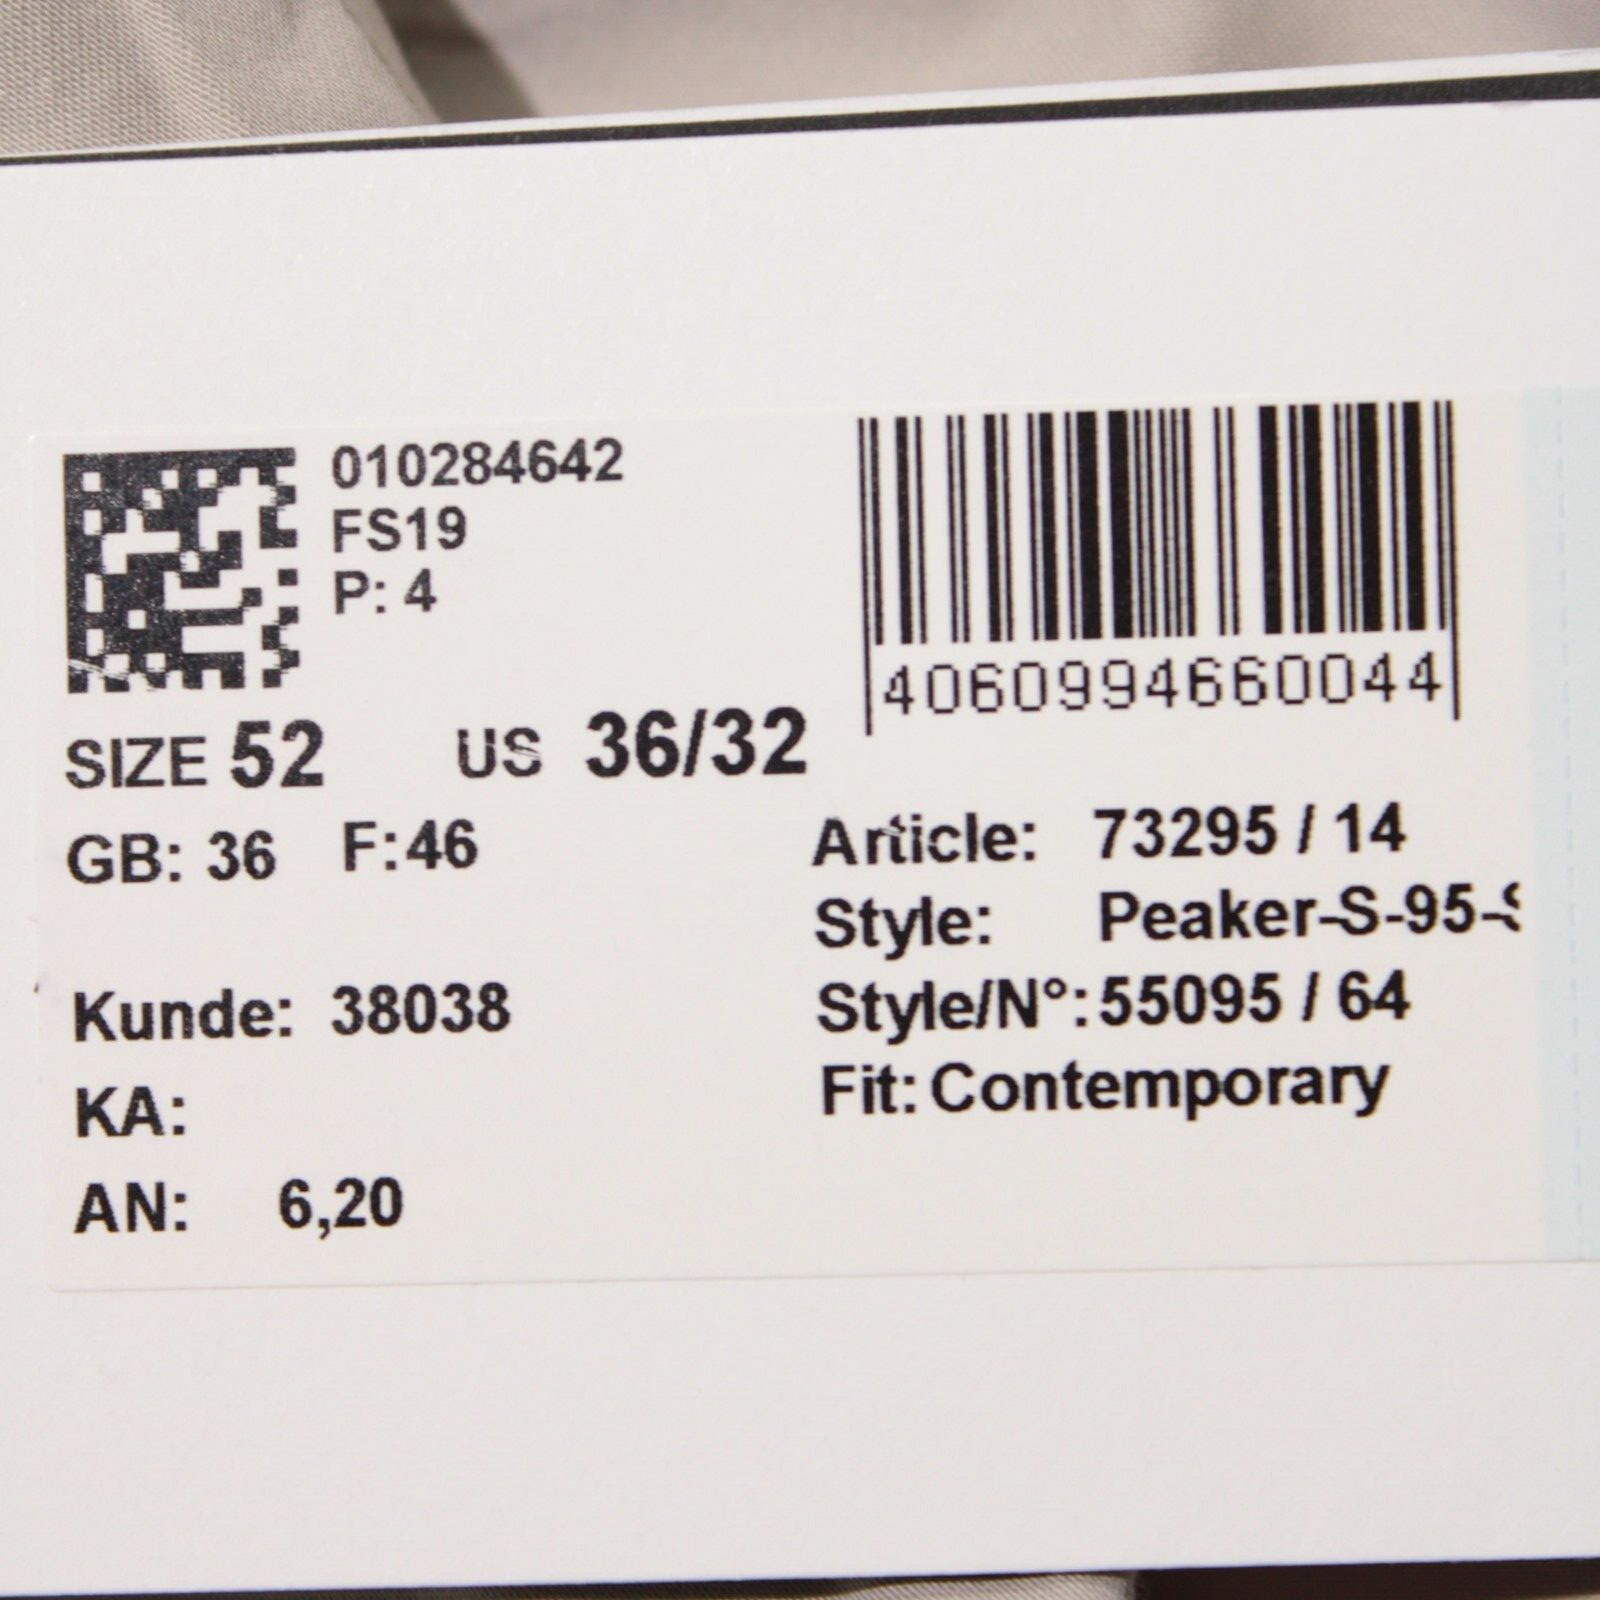 010284642
FS19
P: 4
4060994660044
SIZE 52 US 36/32
GB: 36 F:46
Article: 73295 / 14
Style: Peaker-S-95-S
Style/N°: 55095 / 64
Fit: Contemporary
Kunde: 38038
KA:
AN: 6,20